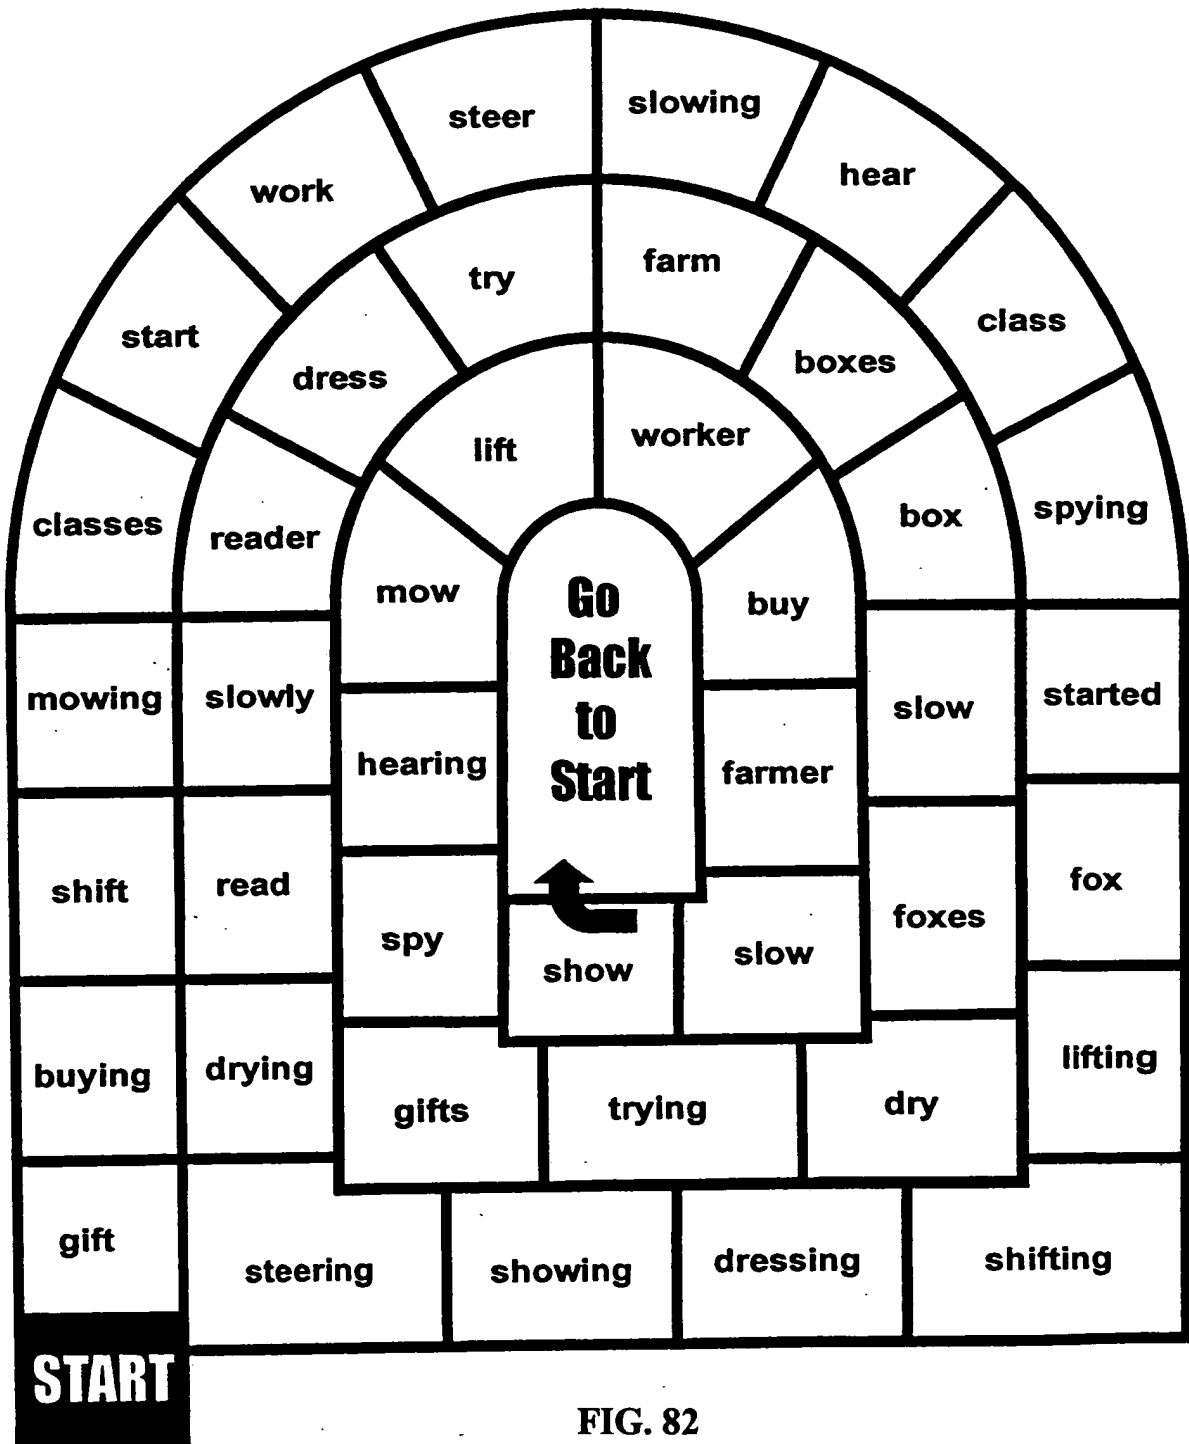 START
gift
buying
shift
mowing
classes
start
work
steer
slowing
hear
class
spying
started
fox
lifting
shifting
dressing
showing
steering
drying
read
slowly
reader
dress
try
farm
boxes
box
slow
foxes
dry
trying
gifts
spy
hearing
mow
lift
worker
buy
farmer
slow
show
Go
Back
to
Start
FIG. 82